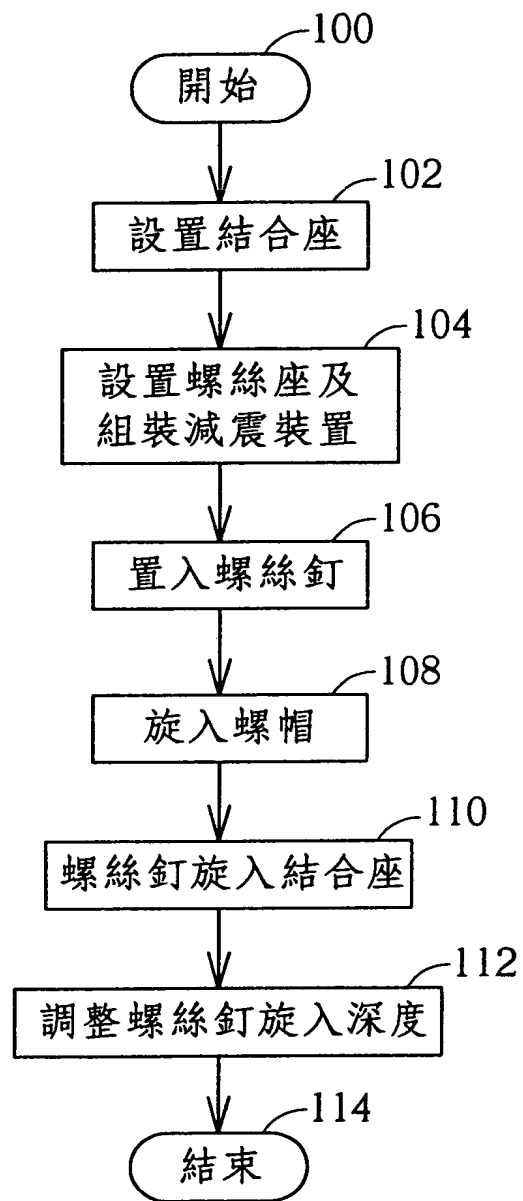 100
開始
102
設置結合座
104
設置螺絲座及
組裝減震裝置
106
置入螺絲釘
108
旋入螺帽
110
螺絲釘旋入結合座
112
調整螺絲釘旋入深度
114
結束